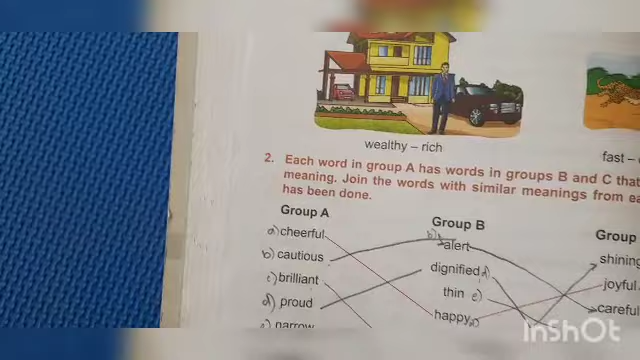 wealthy – rich
fast –
2. Each word in group A has words in groups B and C that
meaning. Join the words with similar meanings from
has been done.
Group A
Group B
Group
a) cheerful
b) cautious
c) brilliant
d) proud
e) narrow
b) alert
dignified d)
thin e)
happy a)
shining
joyful
careful
InShOt